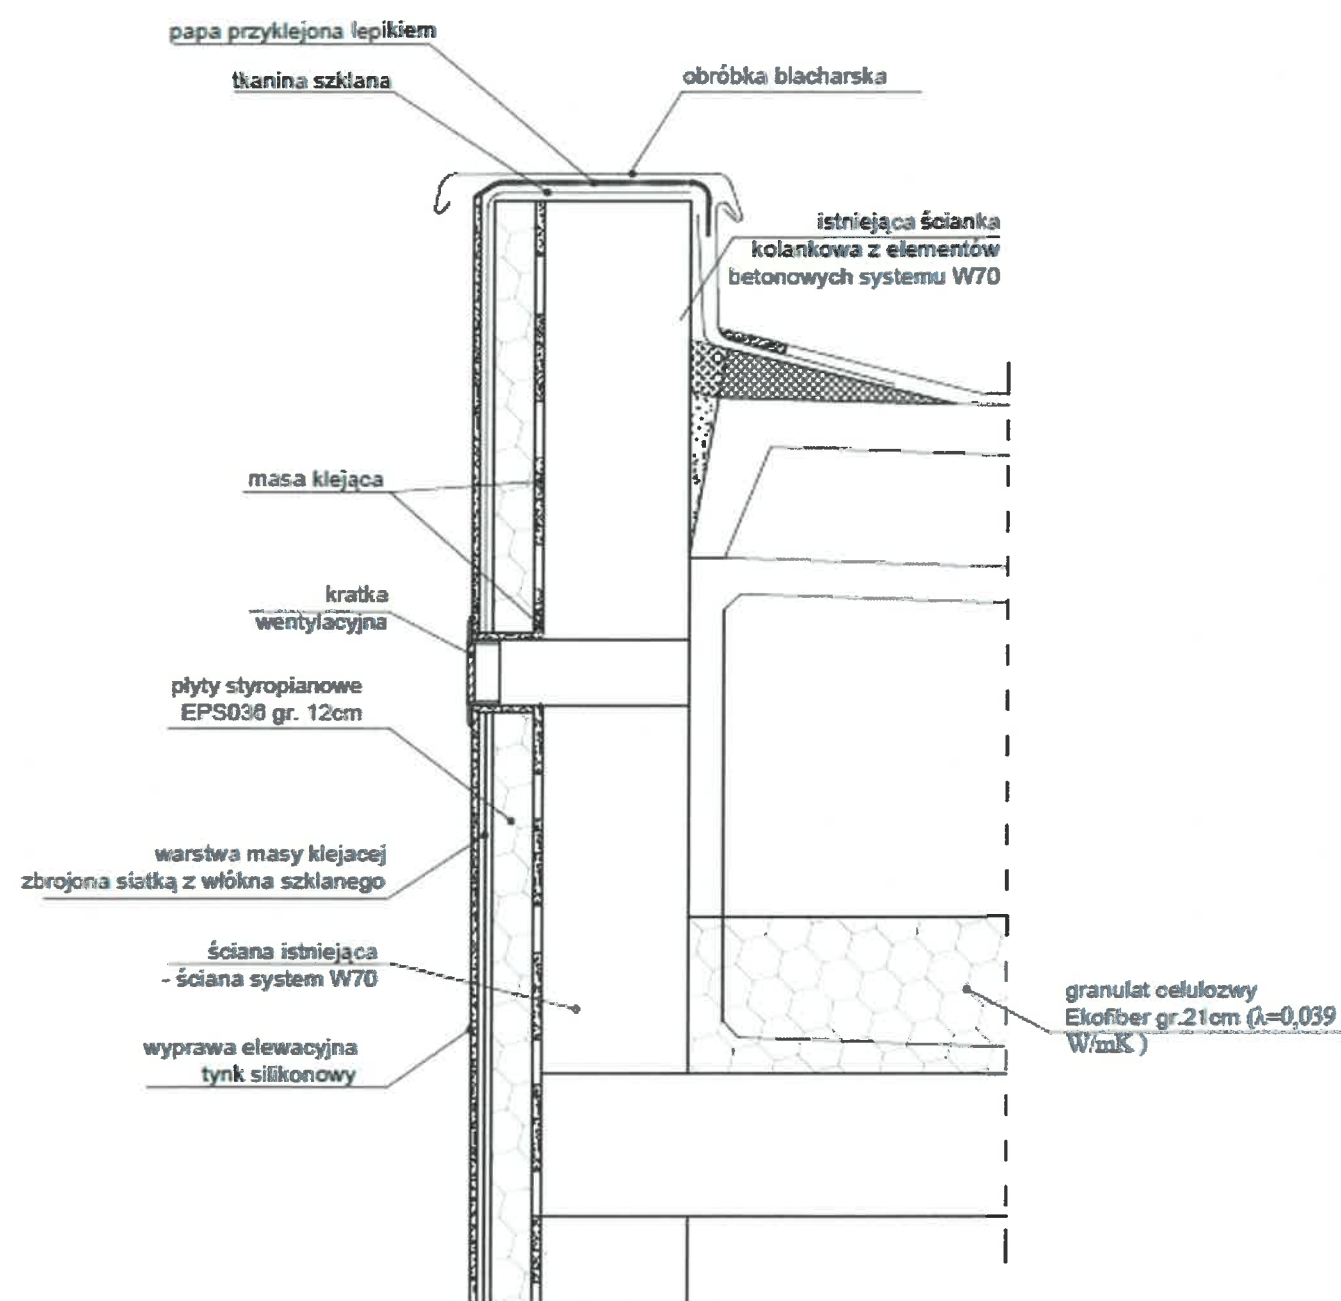 papa przyklejona lepikiem
tkanina szklana
obróbka blacharska
istniejąca ścianka
kolankowa z elementów
betonowych systemu W70
masa klejąca
kratka
wentylacyjna
płyty styropianowe
EPS036 gr. 12cm
warstwa masy klejacej
zbrojona siatką z włókna szklanego
ściana istniejąca
- ściana system W70
wyprawa elewacyjna
tynk silikonowy
granulat celulozwy
Ekofiber gr.21cm (λ=0,039
W/mK )